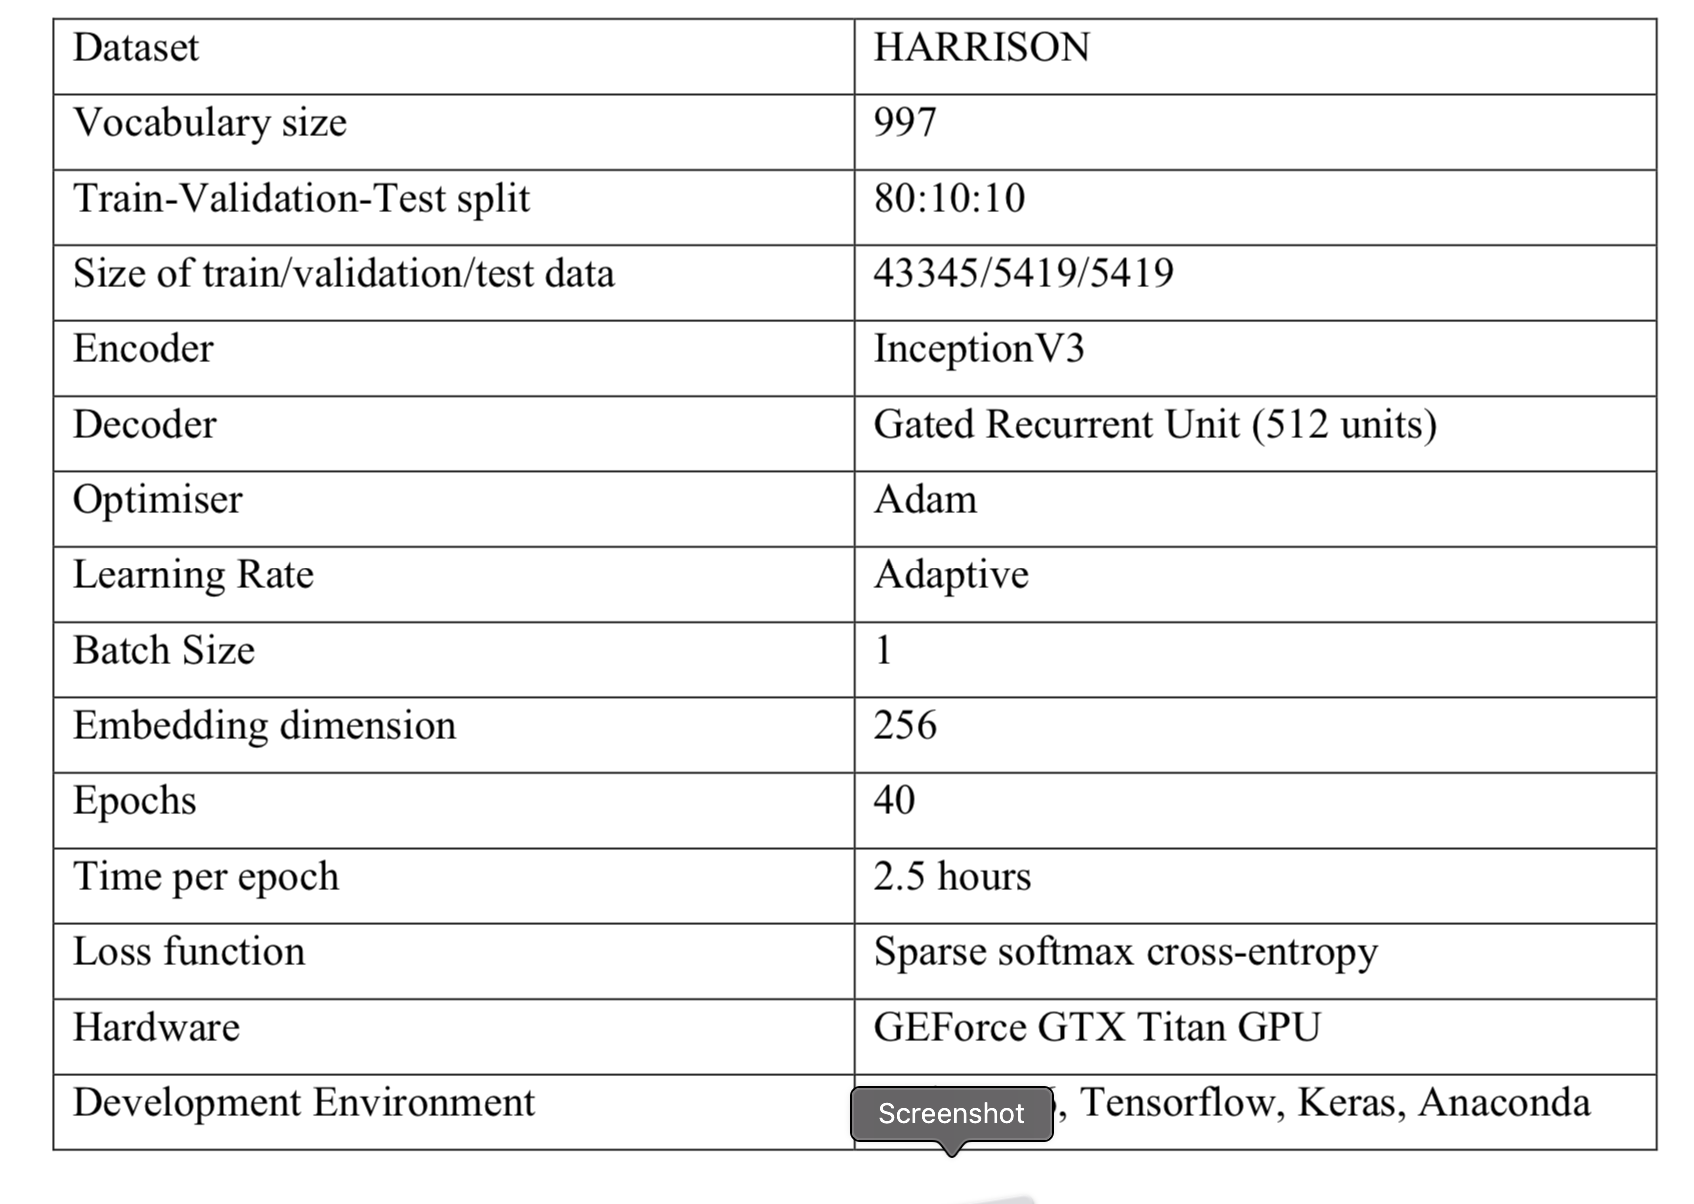 Dataset HARRISON
Vocabulary size 997
Train-Validation-Test split 80:10:10
Size of train/validation/test data 43345/5419/5419
Encoder InceptionV3
Decoder Gated Recurrent Unit (512 units)
Optimiser Adam
Learning Rate Adaptive
Batch Size 1
Embedding dimension 256
Epochs 40
Time per epoch 2.5 hours
Loss function Sparse softmax cross-entropy
Hardware GEForce GTX Titan GPU
Development Environment , Tensorflow, Keras, Anaconda
Screenshot